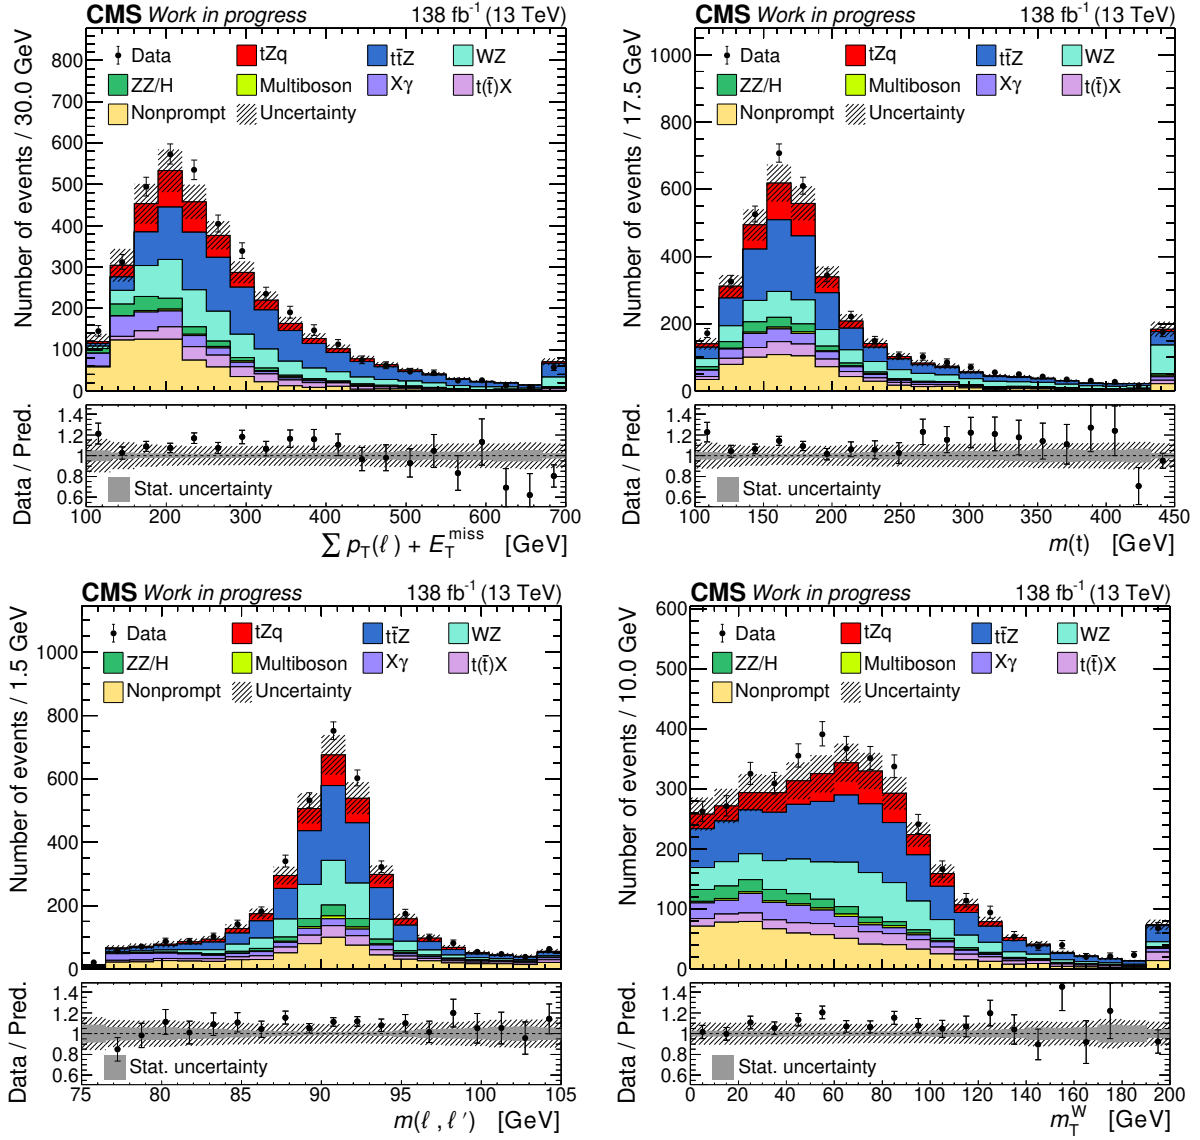 CMS Work in progress 138 fb⁻¹ (13 TeV)
Number of events / 30.0 GeV
800
700
600
500
400
300
200
100
0
Data tZq tt̄Z WZ
ZZ/H Multiboson Xγ t(t̄)X
Nonprompt Uncertainty
Data / Pred.
1.4
1.2
1
0.8
0.6
Stat. uncertainty
100 200 300 400 500 600 700
∑ p_T(ℓ) + E_T^miss [GeV]
CMS Work in progress 138 fb⁻¹ (13 TeV)
Number of events / 17.5 GeV
1000
800
600
400
200
0
Data tZq tt̄Z WZ
ZZ/H Multiboson Xγ t(t̄)X
Nonprompt Uncertainty
Data / Pred.
1.4
1.2
1
0.8
0.6
Stat. uncertainty
100 150 200 250 300 350 400 450
m(t) [GeV]
CMS Work in progress 138 fb⁻¹ (13 TeV)
Number of events / 1.5 GeV
1000
800
600
400
200
0
Data tZq tt̄Z WZ
ZZ/H Multiboson Xγ t(t̄)X
Nonprompt Uncertainty
Data / Pred.
1.4
1.2
1
0.8
0.6
Stat. uncertainty
75 80 85 90 95 100 105
m(ℓ, ℓ′) [GeV]
CMS Work in progress 138 fb⁻¹ (13 TeV)
Number of events / 10.0 GeV
600
500
400
300
200
100
0
Data tZq tt̄Z WZ
ZZ/H Multiboson Xγ t(t̄)X
Nonprompt Uncertainty
Data / Pred.
1.4
1.2
1
0.8
0.6
Stat. uncertainty
0 20 40 60 80 100 120 140 160 180 200
m_T^W [GeV]